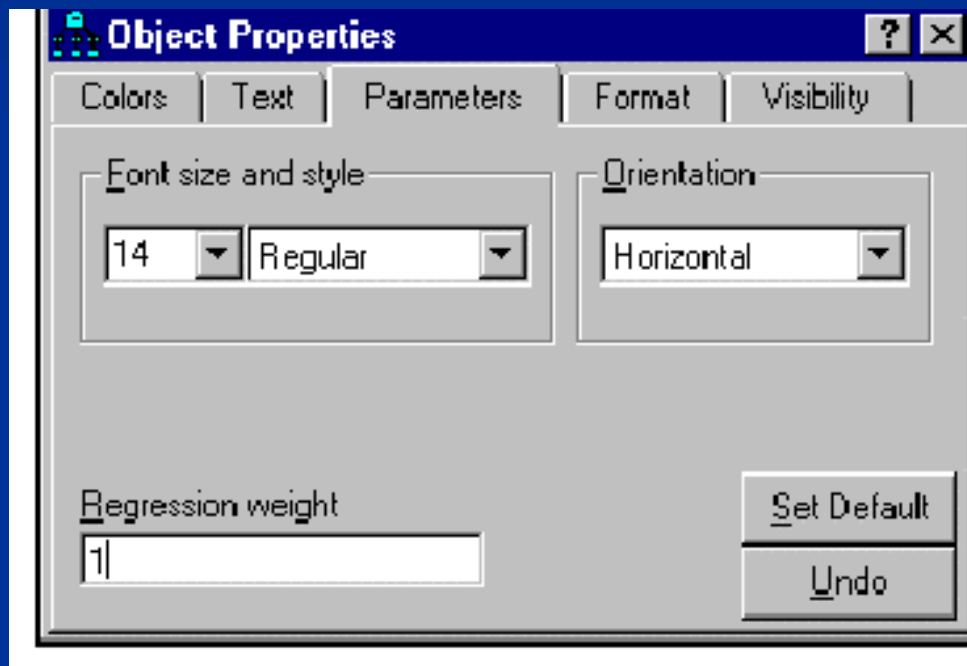 Object Properties ? ×
Colors Text Parameters Format Visibility
Font size and style Orientation
14 Regular Horizontal
Regression weight
1
Set Default
Undo